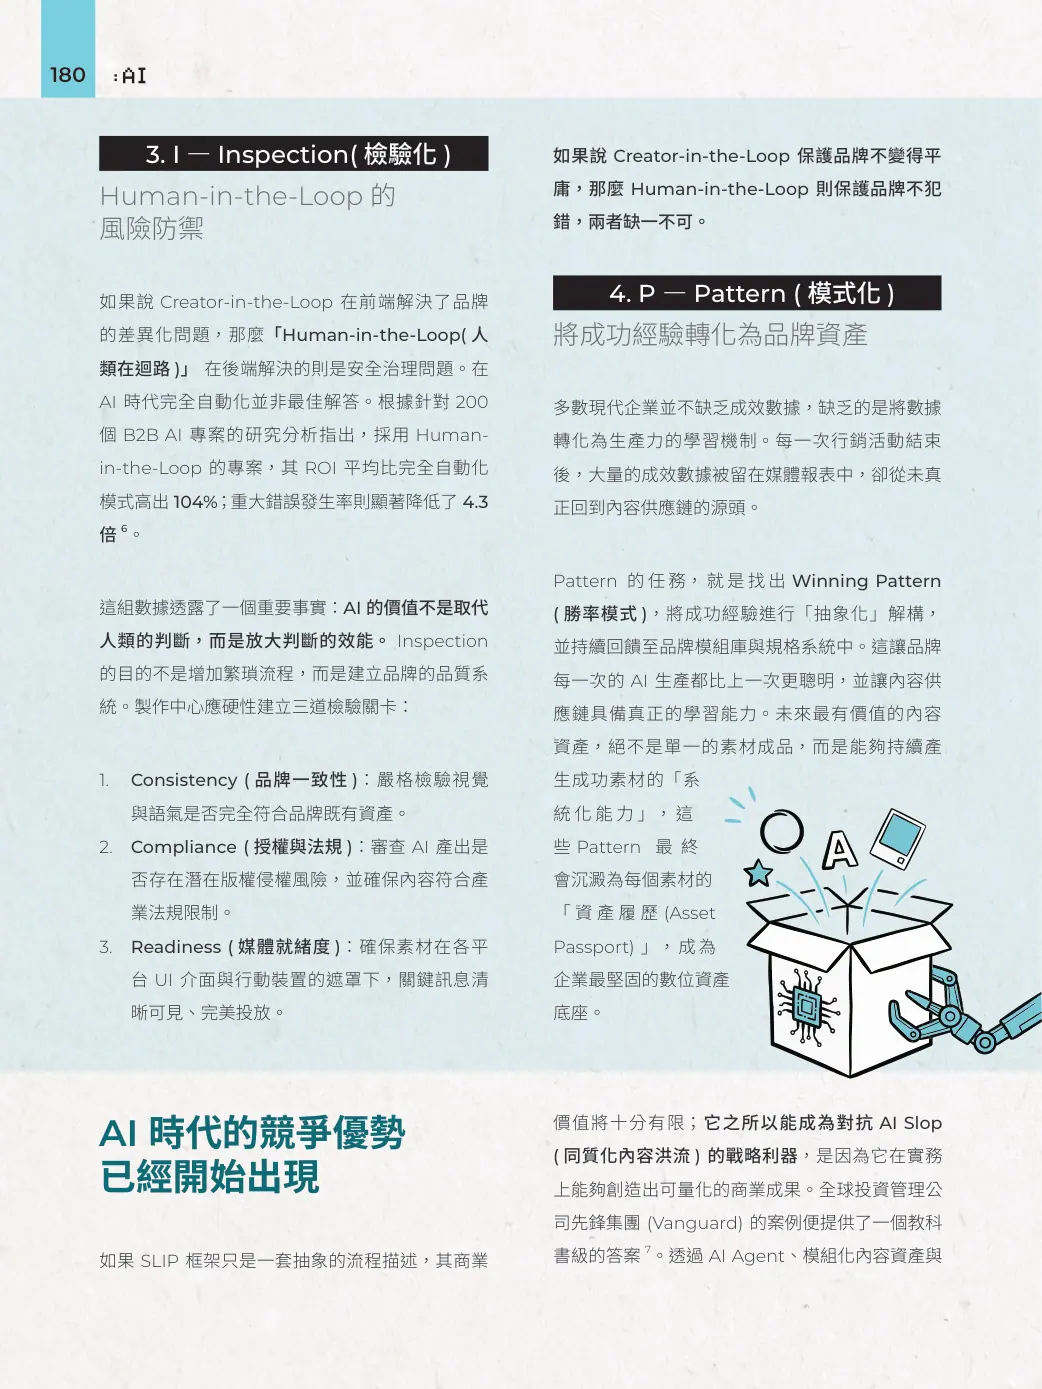 180
:AI
3. I — Inspection( 檢驗化 )
Human-in-the-Loop 的
風險防禦
如果說 Creator-in-the-Loop 在前端解決了品牌
的差異化問題，那麼「Human-in-the-Loop( 人
類在迴路 )」 在後端解決的則是安全治理問題。在
AI 時代完全自動化並非最佳解答。根據針對 200
個 B2B AI 專案的研究分析指出，採用 Human-
in-the-Loop 的專案，其 ROI 平均比完全自動化
模式高出 104%；重大錯誤發生率則顯著降低了 4.3
倍 6。
這組數據透露了一個重要事實：AI 的價值不是取代
人類的判斷，而是放大判斷的效能。 Inspection
的目的不是增加繁瑣流程，而是建立品牌的品質系
統。製作中心應硬性建立三道檢驗關卡：
1. Consistency ( 品牌一致性 )：嚴格檢驗視覺
與語氣是否完全符合品牌既有資產。
2. Compliance ( 授權與法規 )：審查 AI 產出是
否存在潛在版權侵權風險，並確保內容符合產
業法規限制。
3. Readiness ( 媒體就緒度 )：確保素材在各平
台 UI 介面與行動裝置的遮罩下，關鍵訊息清
晰可見、完美投放。
如果說 Creator-in-the-Loop 保護品牌不變得平
庸，那麼 Human-in-the-Loop 則保護品牌不犯
錯，兩者缺一不可。
4. P — Pattern ( 模式化 )
將成功經驗轉化為品牌資產
多數現代企業並不缺乏成效數據，缺乏的是將數據
轉化為生產力的學習機制。每一次行銷活動結束
後，大量的成效數據被留在媒體報表中，卻從未真
正回到內容供應鏈的源頭。
Pattern 的任務，就是找出 Winning Pattern
( 勝率模式 )，將成功經驗進行「抽象化」解構，
並持續回饋至品牌模組庫與規格系統中。這讓品牌
每一次的 AI 生產都比上一次更聰明，並讓內容供
應鏈具備真正的學習能力。未來最有價值的內容
資產，絕不是單一的素材成品，而是能夠持續產
生成功素材的「系
統化能力」，這
些 Pattern 最終
會沉澱為每個素材的
「資產履歷 (Asset
Passport) 」，成為
企業最堅固的數位資產
底座。
A
AI 時代的競爭優勢
已經開始出現
如果 SLIP 框架只是一套抽象的流程描述，其商業
價值將十分有限；它之所以能成為對抗 AI Slop
( 同質化內容洪流 ) 的戰略利器，是因為它在實務
上能夠創造出可量化的商業成果。全球投資管理公
司先鋒集團 (Vanguard) 的案例便提供了一個教科
書級的答案 7。透過 AI Agent、模組化內容資產與